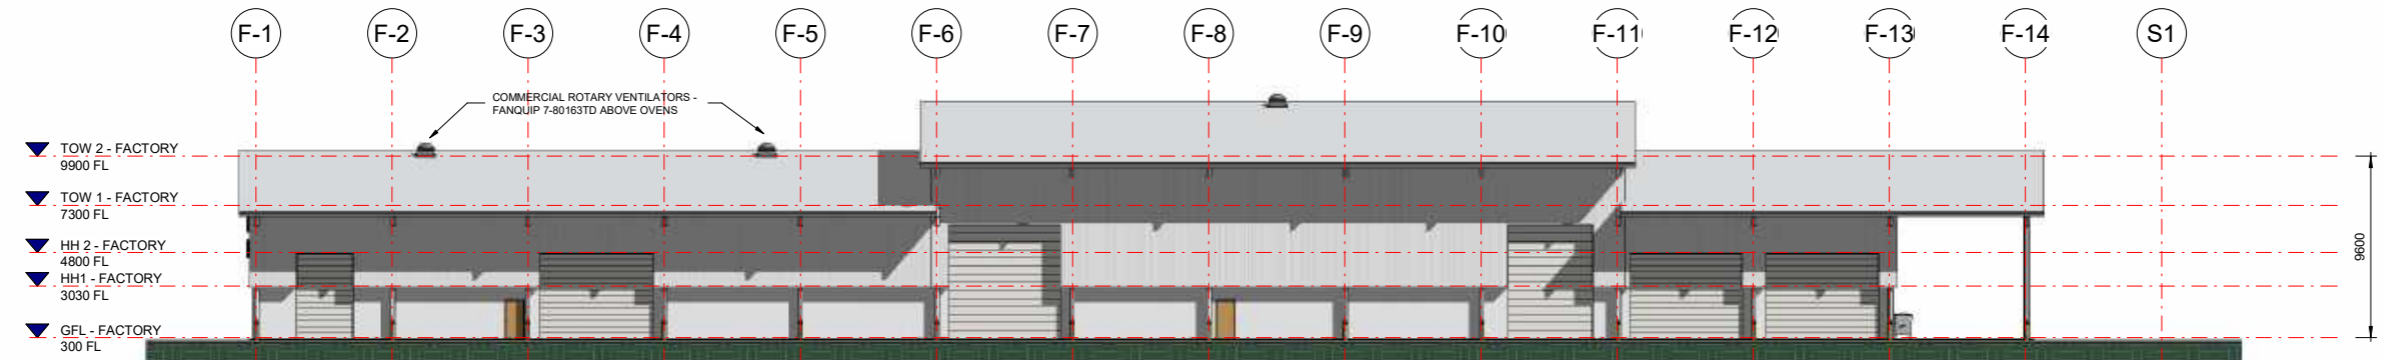 F-1 F-2 F-3 F-4 F-5 F-6 F-7 F-8 F-9 F-10 F-11 F-12 F-13 F-14 S1
COMMERCIAL ROTARY VENTILATORS -
FANQUIP 7-80163TD ABOVE OVENS
TOW 2 - FACTORY
9900 FL
TOW 1 - FACTORY
7300 FL
HH 2 - FACTORY
4800 FL
HH1 - FACTORY
3030 FL
GFL - FACTORY
300 FL
9600